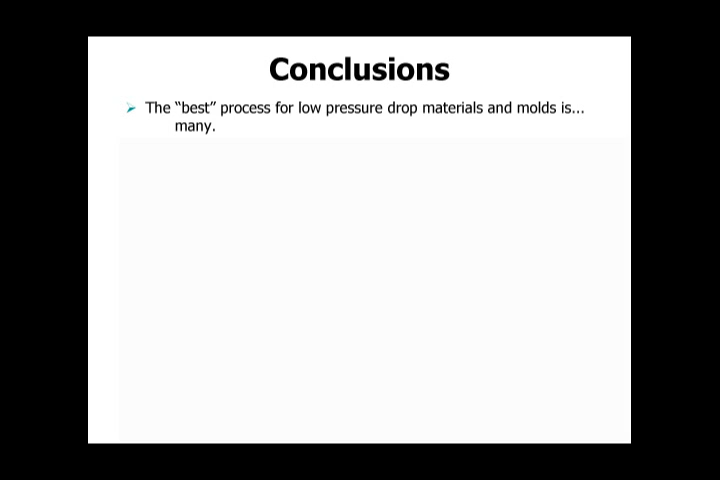 Conclusions
The “best” process for low pressure drop materials and molds is...
many.